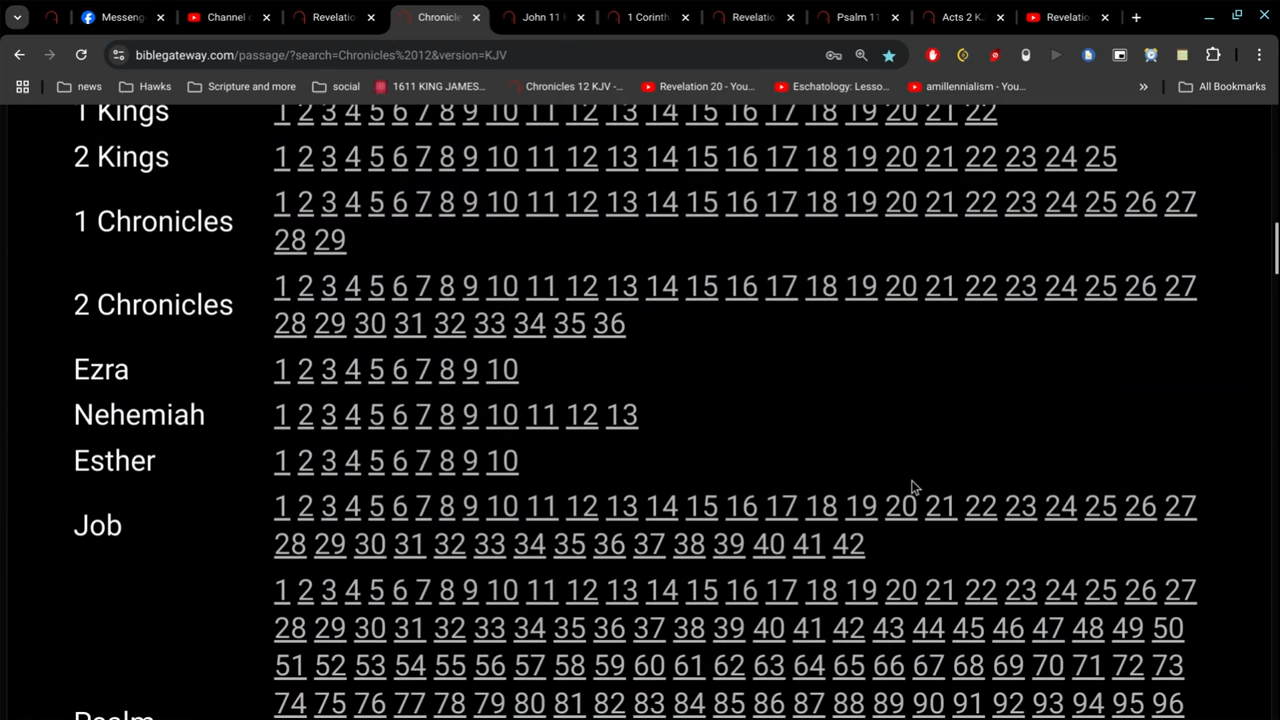 Messeng
Channel c
Revelatio
Chronicle
John 11
1 Corinth
Revelatio
Psalm 11
Acts 2 K
Revelatio
biblegateway.com/passage/?search=Chronicles%2012&version=KJV
news
Hawks
Scripture and more
social
1611 KING JAMES...
Chronicles 12 KJV -...
Revelation 20 - You...
Eschatology: Lesso...
amillennialism - You...
»
All Bookmarks
1 Kings 1 2 3 4 5 6 7 8 9 10 11 12 13 14 15 16 17 18 19 20 21 22
2 Kings 1 2 3 4 5 6 7 8 9 10 11 12 13 14 15 16 17 18 19 20 21 22 23 24 25
1 Chronicles 1 2 3 4 5 6 7 8 9 10 11 12 13 14 15 16 17 18 19 20 21 22 23 24 25 26 27
28 29
2 Chronicles 1 2 3 4 5 6 7 8 9 10 11 12 13 14 15 16 17 18 19 20 21 22 23 24 25 26 27
28 29 30 31 32 33 34 35 36
Ezra 1 2 3 4 5 6 7 8 9 10
Nehemiah 1 2 3 4 5 6 7 8 9 10 11 12 13
Esther 1 2 3 4 5 6 7 8 9 10
Job 1 2 3 4 5 6 7 8 9 10 11 12 13 14 15 16 17 18 19 20 21 22 23 24 25 26 27
28 29 30 31 32 33 34 35 36 37 38 39 40 41 42
1 2 3 4 5 6 7 8 9 10 11 12 13 14 15 16 17 18 19 20 21 22 23 24 25 26 27
28 29 30 31 32 33 34 35 36 37 38 39 40 41 42 43 44 45 46 47 48 49 50
51 52 53 54 55 56 57 58 59 60 61 62 63 64 65 66 67 68 69 70 71 72 73
74 75 76 77 78 79 80 81 82 83 84 85 86 87 88 89 90 91 92 93 94 95 96
Psalm